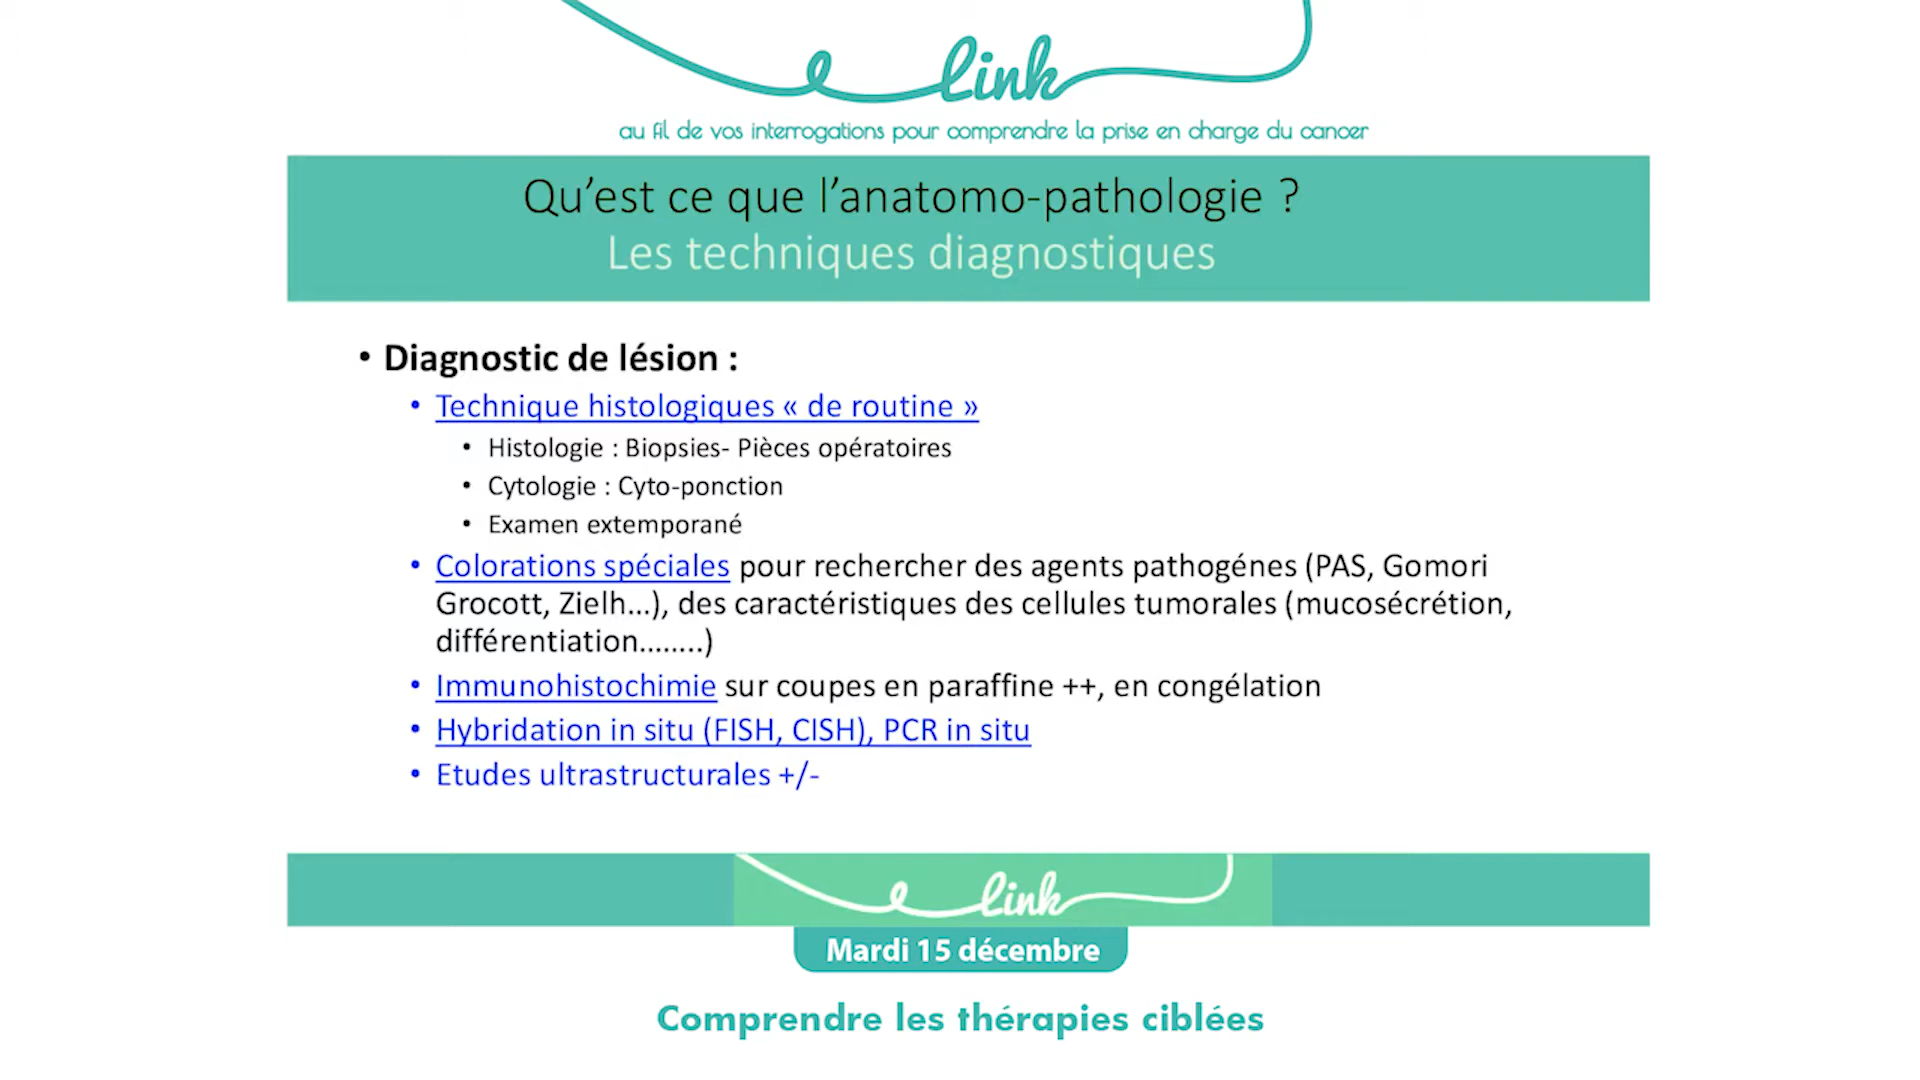 e link
au fil de vos interrogations pour comprendre la prise en charge du cancer
Qu’est ce que l’anatomo-pathologie ?
Les techniques diagnostiques
• Diagnostic de lésion :
• Technique histologiques « de routine »
• Histologie : Biopsies- Pièces opératoires
• Cytologie : Cyto-ponction
• Examen extemporané
• Colorations spéciales pour rechercher des agents pathogénes (PAS, Gomori
Grocott, Zielh...), des caractéristiques des cellules tumorales (mucosécrétion,
différentiation........)
• Immunohistochimie sur coupes en paraffine ++, en congélation
• Hybridation in situ (FISH, CISH), PCR in situ
• Etudes ultrastructurales +/-
e link
Mardi 15 décembre
Comprendre les thérapies ciblées